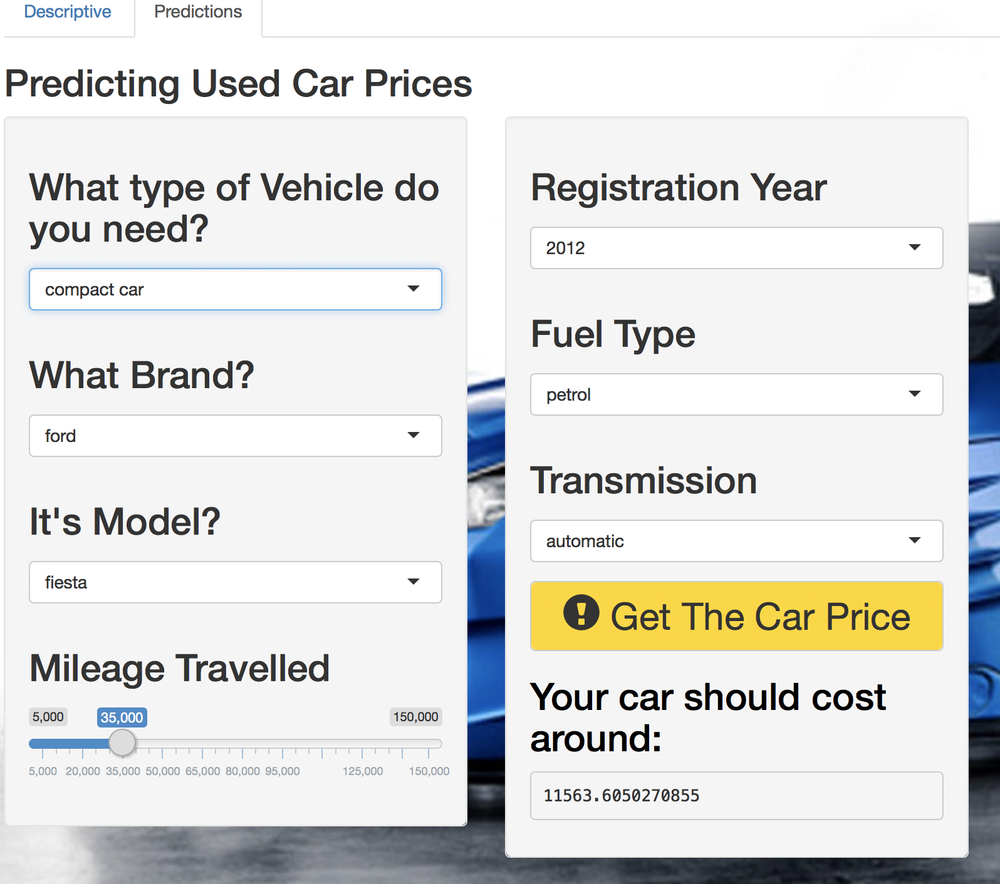 Descriptive Predictions
Predicting Used Car Prices
What type of Vehicle do
you need?
compact car
What Brand?
ford
It's Model?
fiesta
Mileage Travelled
5,000 35,000 150,000
5,000 20,000 35,000 50,000 65,000 80,000 95,000 125,000 150,000
Registration Year
2012
Fuel Type
petrol
Transmission
automatic
Get The Car Price
Your car should cost
around:
11563.6050270855